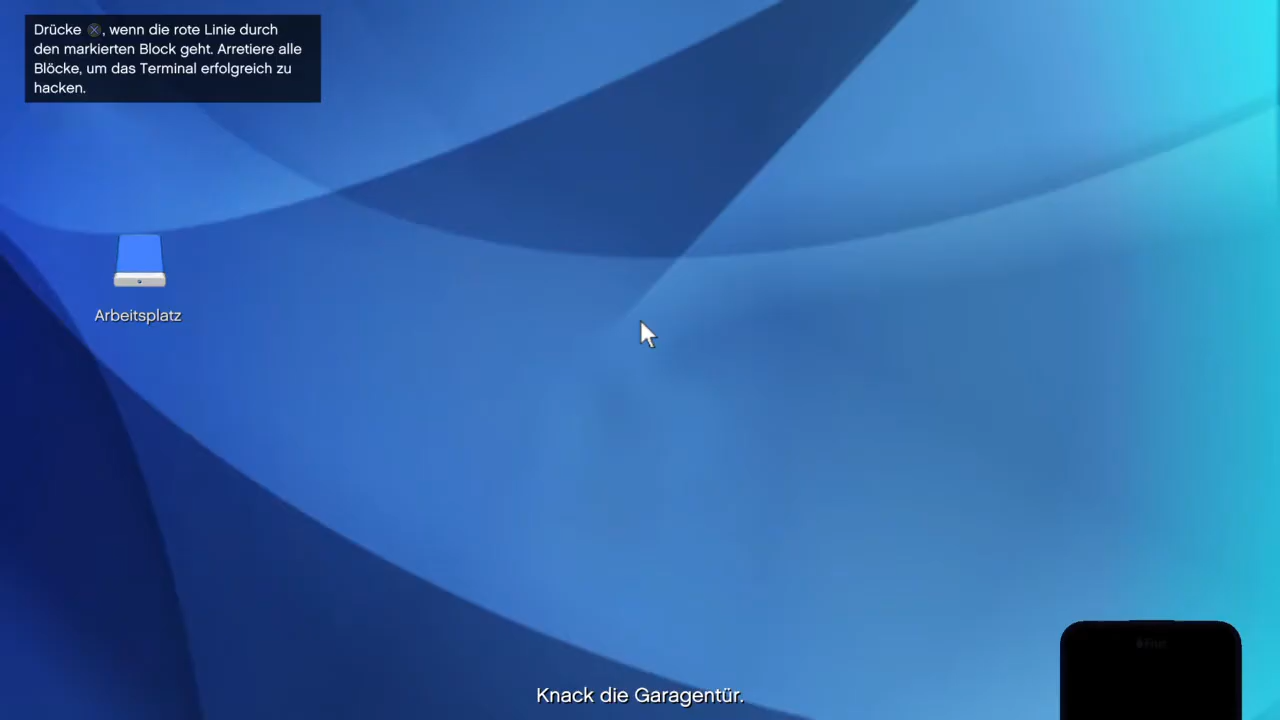 Drücke ⊗, wenn die rote Linie durch
den markierten Block geht. Arretiere alle
Blöcke, um das Terminal erfolgreich zu
hacken.
Arbeitsplatz
iFruit
Knack die Garagentür.